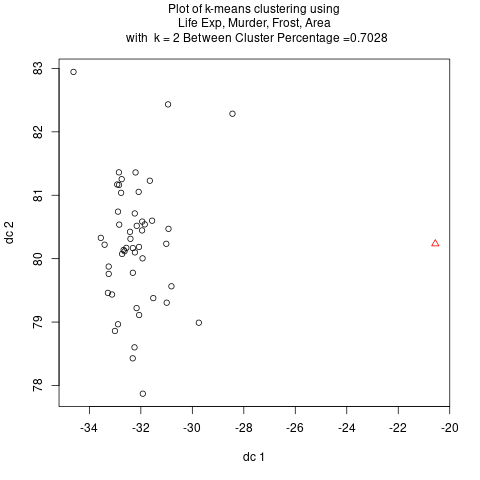 Plot of k-means clustering using
Life Exp, Murder, Frost, Area
with k = 2 Between Cluster Percentage =0.7028
83
82
81
80
79
78
dc 2
-34 -32 -30 -28 -26 -24 -22 -20
dc 1